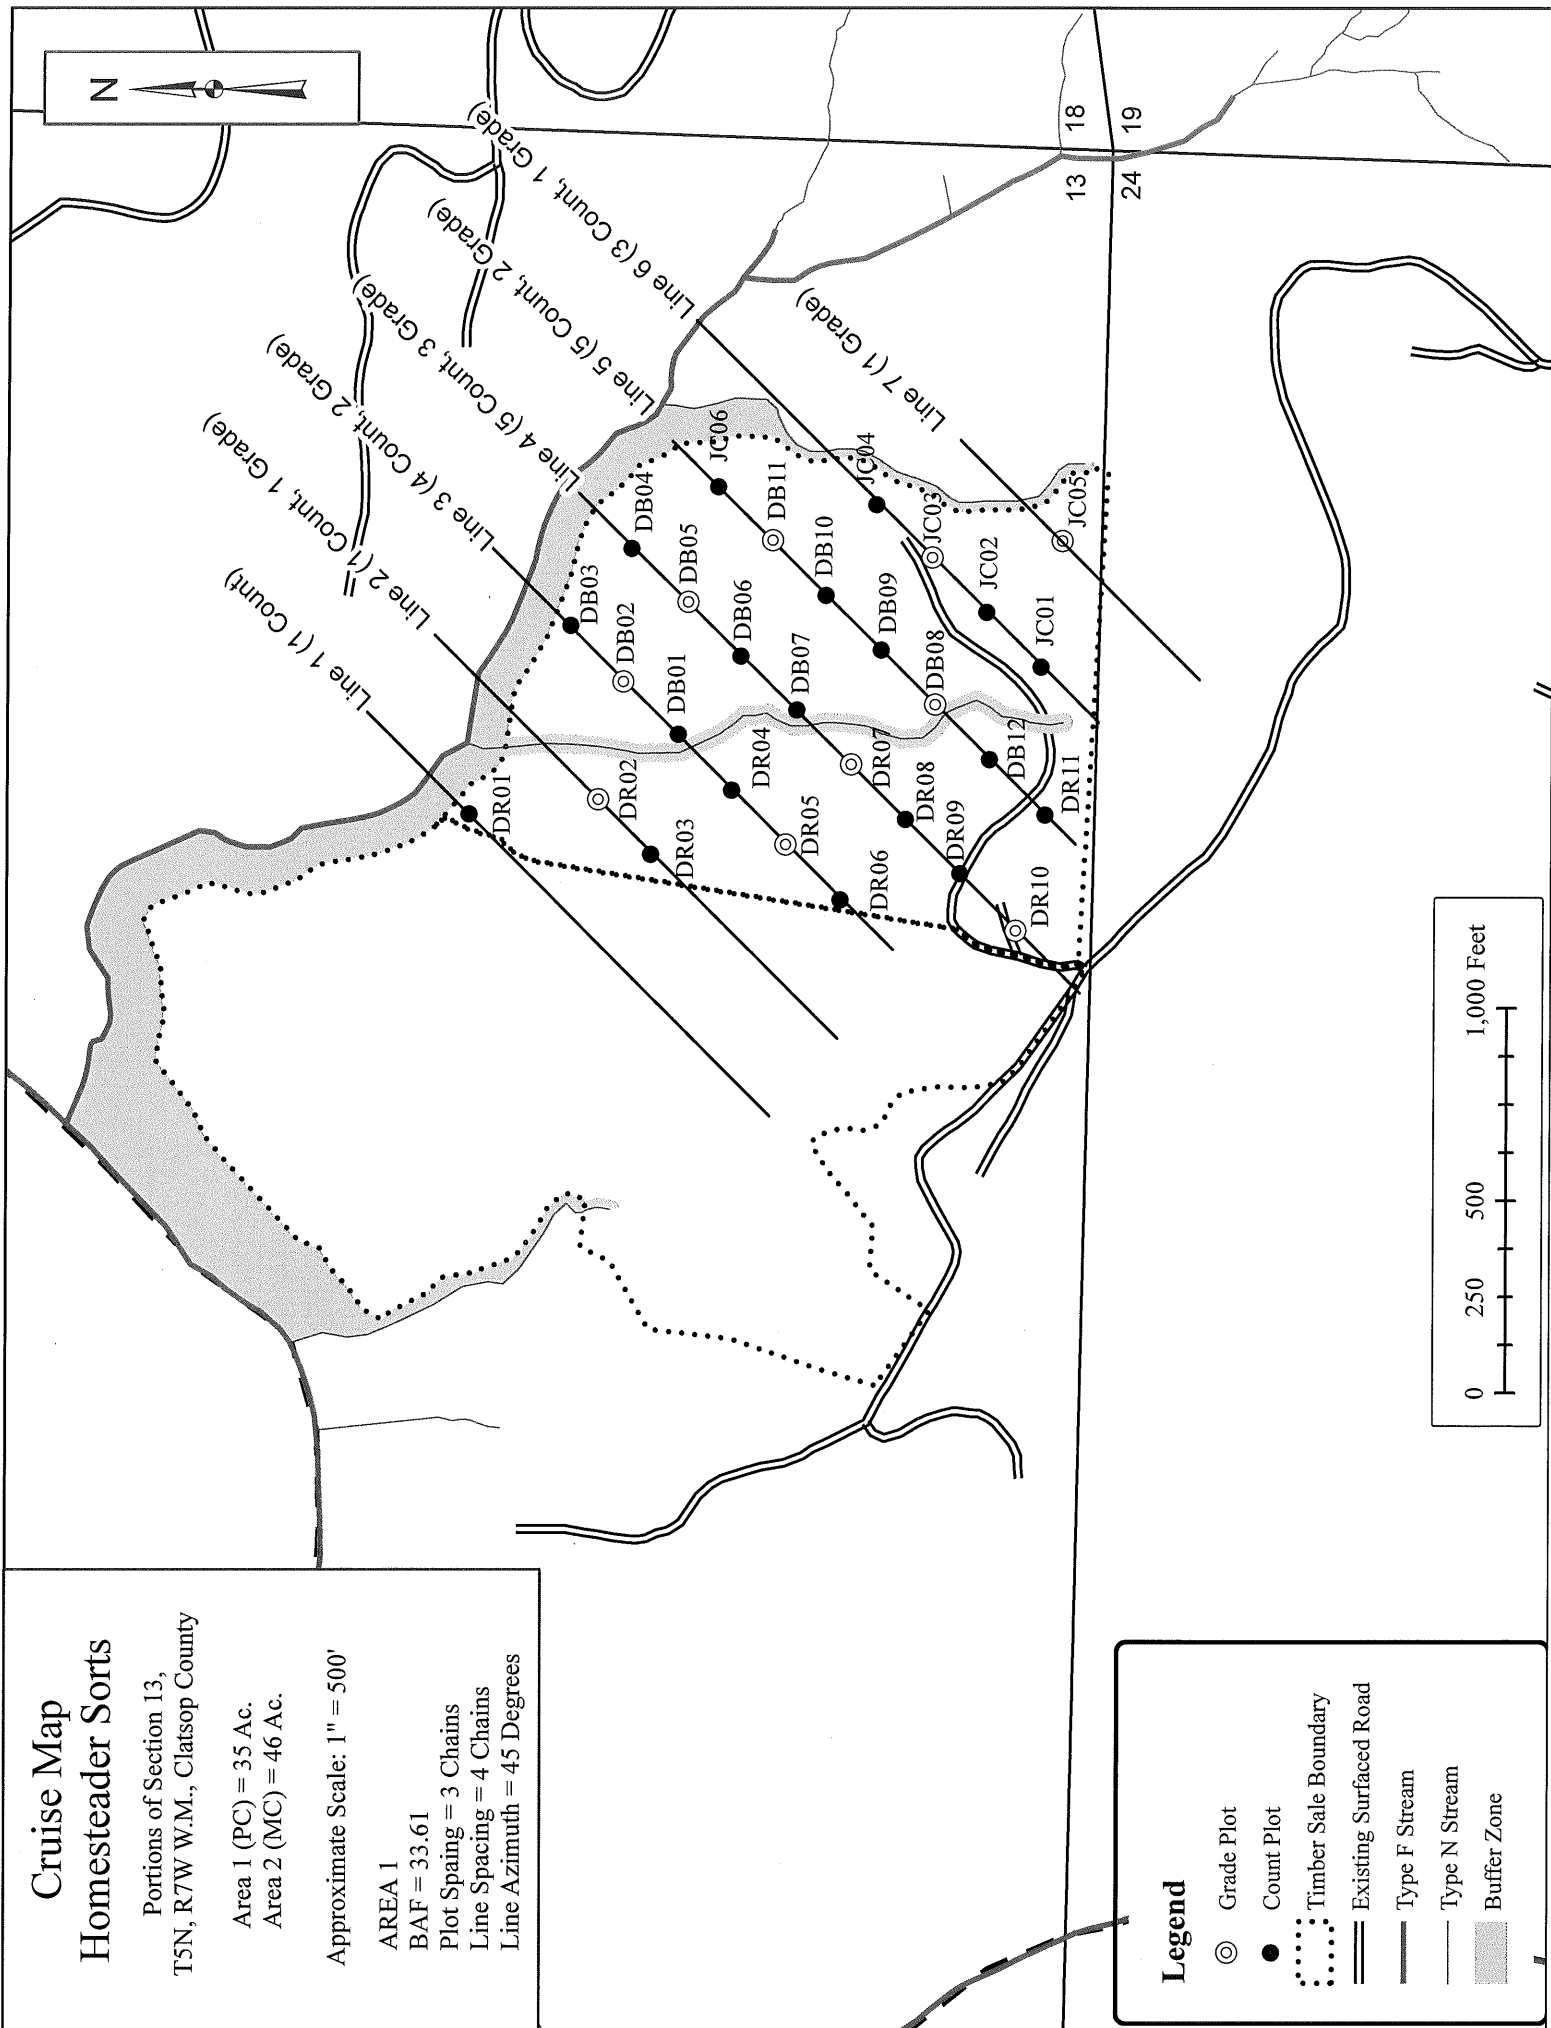 Cruise Map
Homesteader Sorts
Portions of Section 13,
T5N, R7W W.M., Clatsop County
Area 1 (PC) = 35 Ac.
Area 2 (MC) = 46 Ac.
Approximate Scale: 1" = 500'
AREA 1
BAF = 33.61
Plot Spaing = 3 Chains
Line Spacing = 4 Chains
Line Azimuth = 45 Degrees
N
Line 1 (1 Count)
Line 2 (1 Count, 1 Grade)
Line 3 (4 Count, 2 Grade)
Line 4 (5 Count, 3 Grade)
Line 5 (5 Count, 2 Grade)
Line 6 (3 Count, 1 Grade)
Line 7 (1 Grade)
DR01
DR02
DR03
DB03
DB02
DB01
DR04
DR05
DR06
DB04
DB05
DB06
DB07
DR07
DR08
DR09
DR10
JC06
DB11
DB10
DB09
DB08
DB12
DR11
JC04
JC03
JC02
JC01
JC05
13
18
24
19
Legend
Grade Plot
Count Plot
Timber Sale Boundary
Existing Surfaced Road
Type F Stream
Type N Stream
Buffer Zone
0 250 500 1,000 Feet